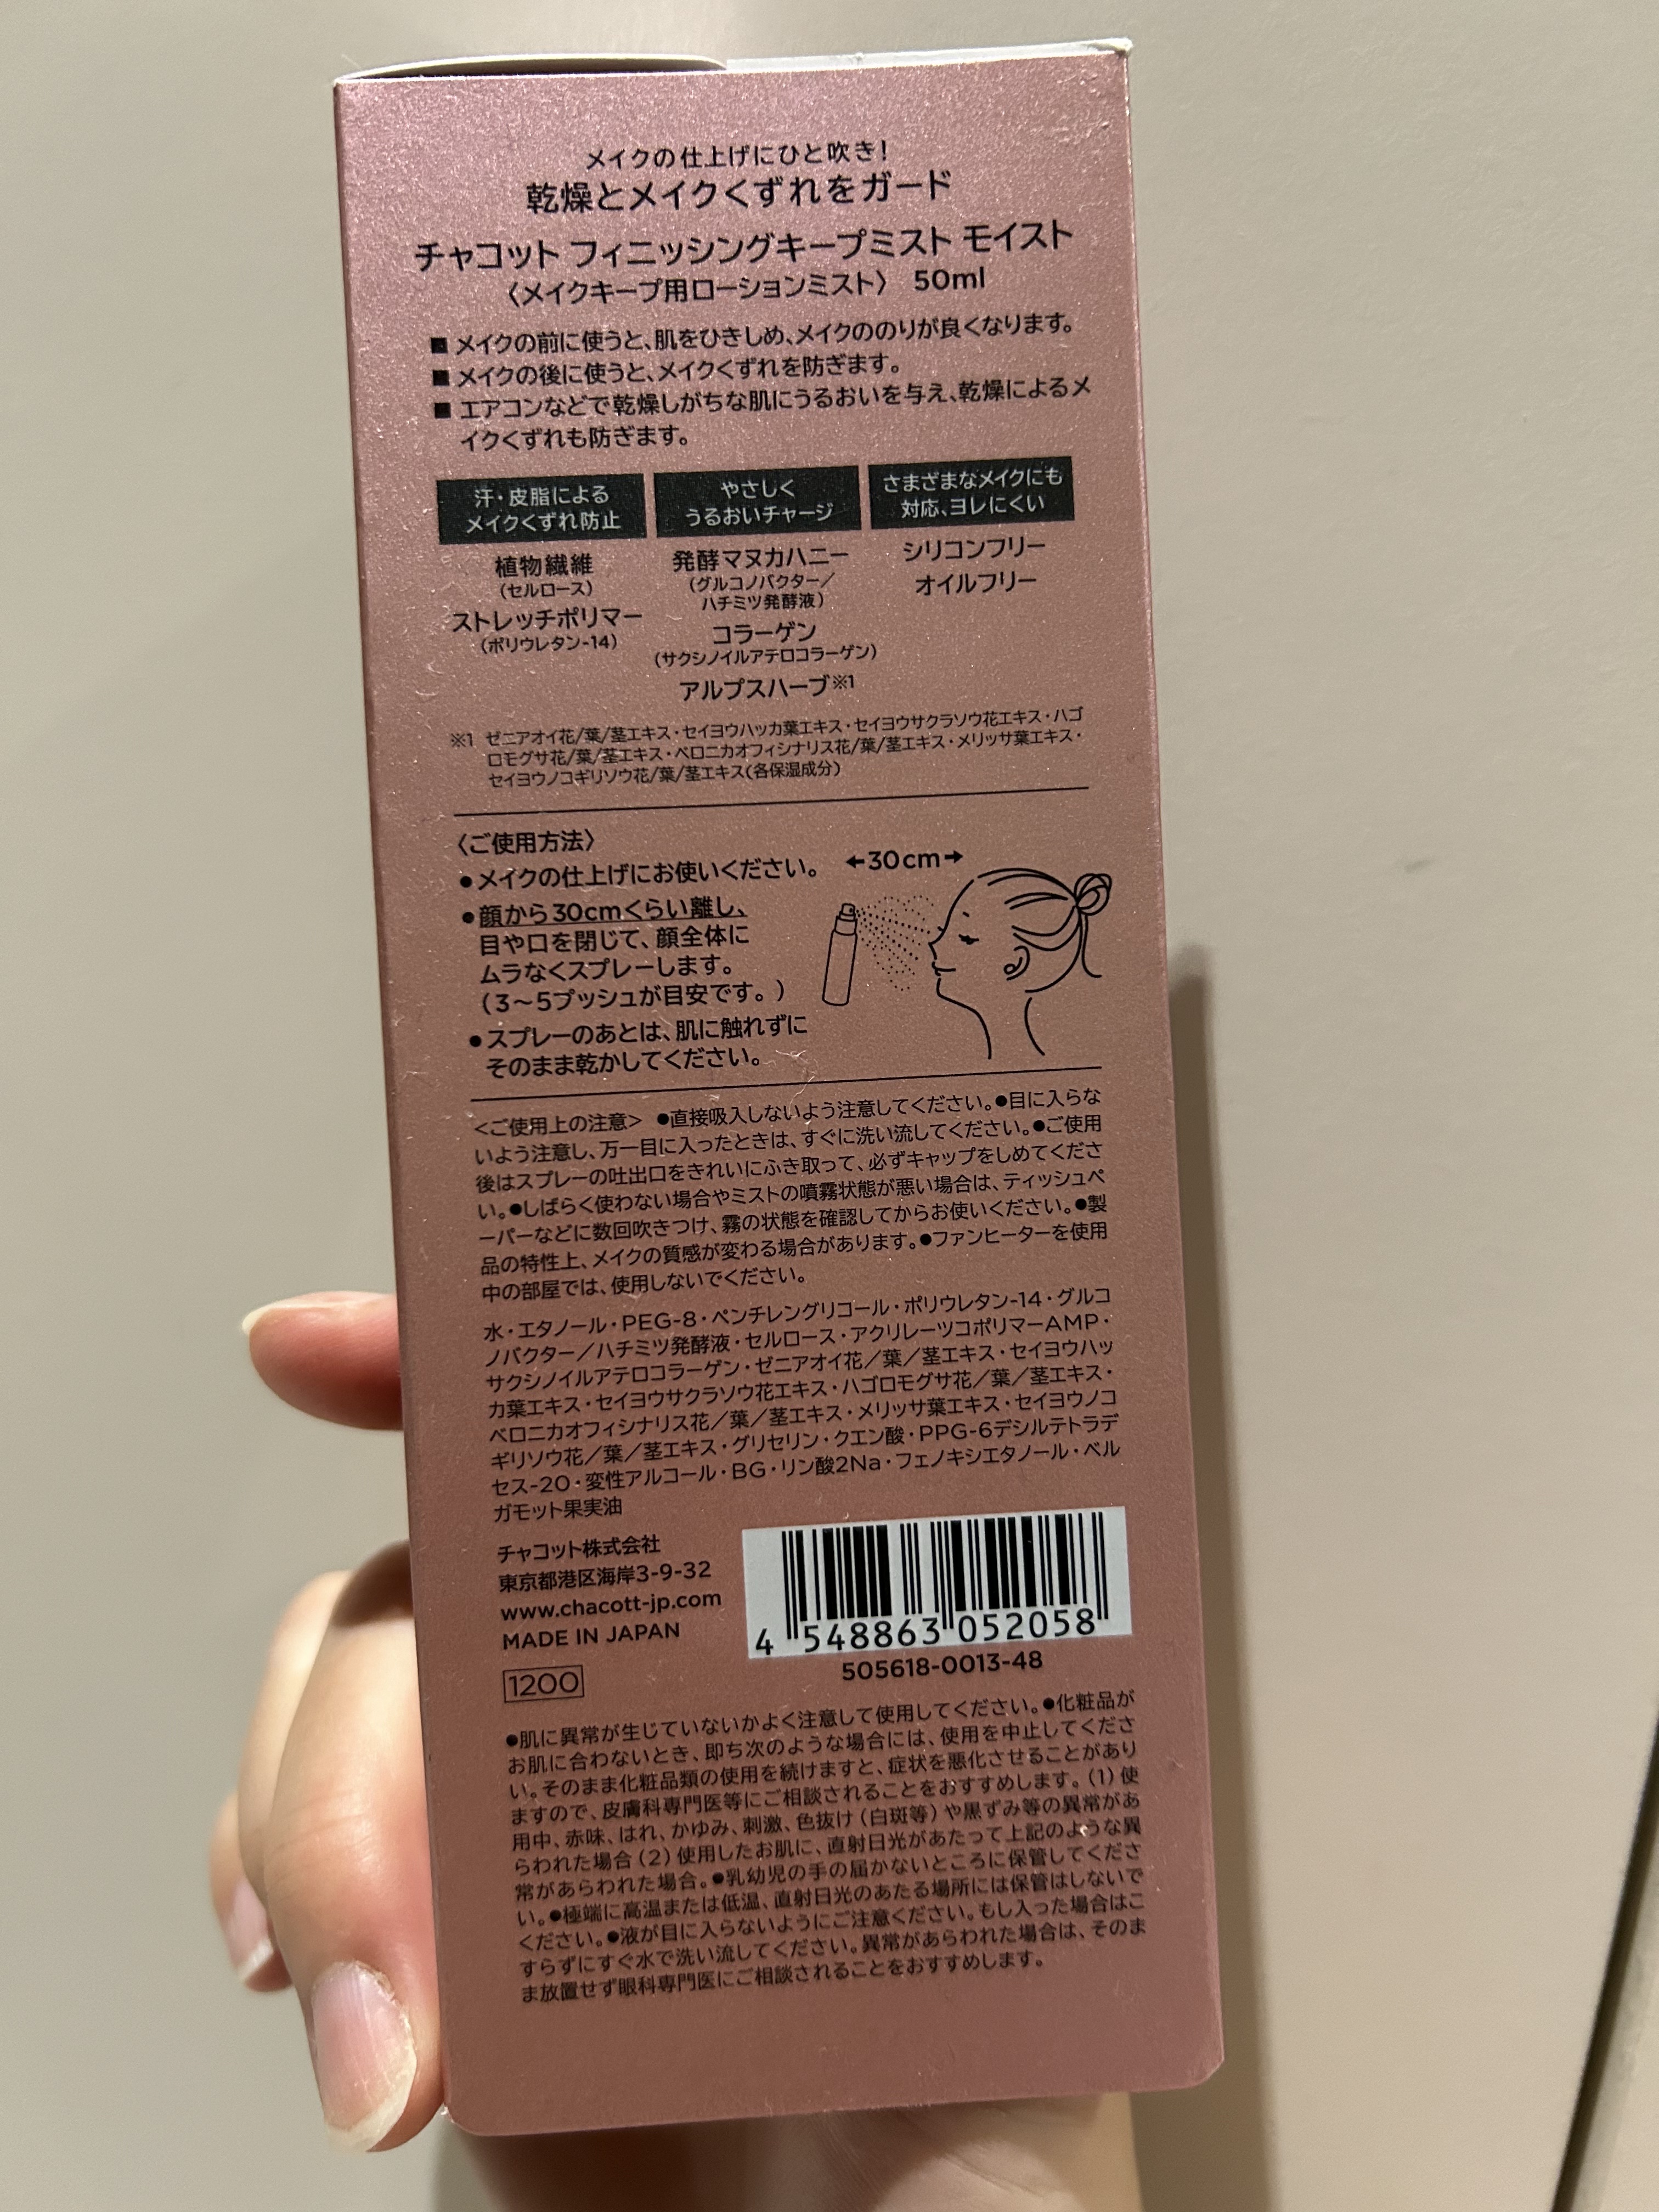 メイクの仕上げにひと吹き!
乾燥とメイクくずれをガード
チャコット フィニッシングキープミスト モイスト
〈メイクキープ用ローションミスト〉 50ml
■ メイクの前に使うと、肌をひきしめ、メイクののりが良くなります。
■ メイクの後に使うと、メイクくずれを防ぎます。
■ エアコンなどで乾燥しがちな肌にうるおいを与え、乾燥によるメ
イクくずれも防ぎます。
汗・皮脂による
メイクくずれ防止
植物繊維
(セルロース)
ストレッチポリマー
(ポリウレタン-14)
やさしく
うるおいチャージ
発酵マヌカハニー
(グルコノバクター/
ハチミツ発酵液)
コラーゲン
(サクシノイルアテロコラーゲン)
アルプスハーブ※1
さまざまなメイクにも
対応、ヨレにくい
シリコンフリー
オイルフリー
※1 ゼニアオイ花/葉/茎エキス・セイヨウハッカ葉エキス・セイヨウサクラソウ花エキス・ハゴ
ロモグサ花/葉/茎エキス・ベロニカオフィシナリス花/葉/茎エキス・メリッサ葉エキス・
セイヨウノコギリソウ花/葉/茎エキス(各保湿成分)
〈ご使用方法〉
●メイクの仕上げにお使いください。
●顔から30cmくらい離し、
目や口を閉じて、顔全体に
ムラなくスプレーします。
(3〜5プッシュが目安です。)
●スプレーのあとは、肌に触れずに
そのまま乾かしてください。
←30cm→
<ご使用上の注意> ●直接吸入しないよう注意してください。●目に入らな
いよう注意し、万一目に入ったときは、すぐに洗い流してください。●ご使用
後はスプレーの吐出口をきれいにふき取って、必ずキャップをしめてくださ
い。●しばらく使わない場合やミストの噴霧状態が悪い場合は、ティッシュペ
ーパーなどに数回吹きつけ、霧の状態を確認してからお使いください。●製
品の特性上、メイクの質感が変わる場合があります。●ファンヒーターを使用
中の部屋では、使用しないでください。
水・エタノール・PEG-8・ペンチレングリコール・ポリウレタン-14・グルコ
ノバクター/ハチミツ発酵液・セルロース・アクリレーツコポリマーAMP・
サクシノイルアテロコラーゲン・ゼニアオイ花/葉/茎エキス・セイヨウハッ
カ葉エキス・セイヨウサクラソウ花エキス・ハゴロモグサ花/葉/茎エキス・
ベロニカオフィシナリス花/葉/茎エキス・メリッサ葉エキス・セイヨウノコ
ギリソウ花/葉/茎エキス・グリセリン・クエン酸・PPG-6デシルテトラデ
セス-20・変性アルコール・BG・リン酸2Na・フェノキシエタノール・ベル
ガモット果実油
チャコット株式会社
東京都港区海岸3-9-32
www.chacott-jp.com
MADE IN JAPAN
1200
4 548863 052058
505618-0013-48
●肌に異常が生じていないかよく注意して使用してください。●化粧品が
お肌に合わないとき、即ち次のような場合には、使用を中止してくださ
い。そのまま化粧品類の使用を続けますと、症状を悪化させることがあり
ますので、皮膚科専門医等にご相談されることをおすすめします。(1)使
用中、赤味、はれ、かゆみ、刺激、色抜け(白斑等)や黒ずみ等の異常があ
らわれた場合(2)使用したお肌に、直射日光があたって上記のような異
常があらわれた場合。●乳幼児の手の届かないところに保管してくださ
い。●極端に高温または低温、直射日光のあたる場所には保管はしないで
ください。●液が目に入らないようにご注意ください。もし入った場合はこ
すらずにすぐ水で洗い流してください。異常があらわれた場合は、そのま
ま放置せず眼科専門医にご相談されることをおすすめします。